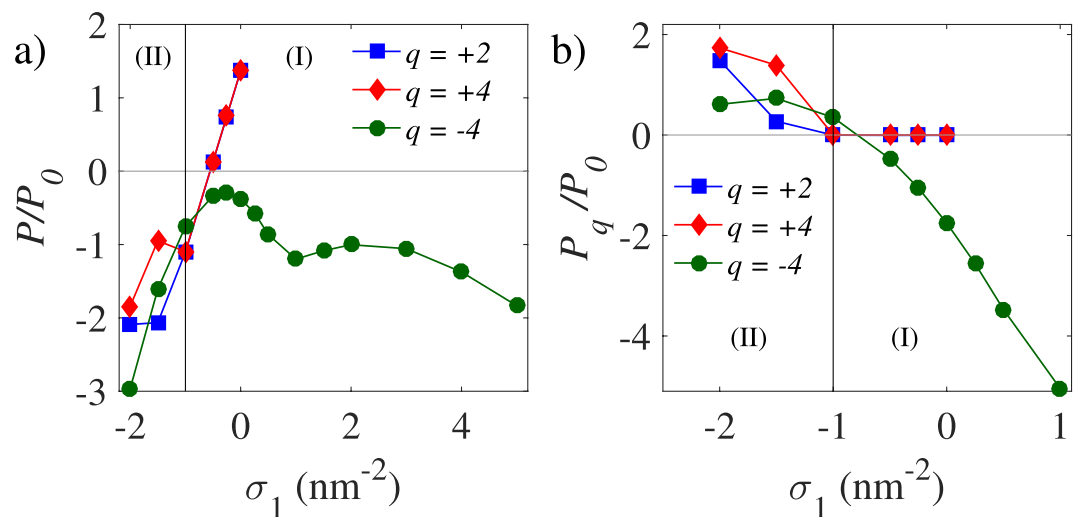 a)
(II)
(I)
q = +2
q = +4
q = -4
2
1
0
-1
-2
-3
P/P0
-2
0
2
4
σ1 (nm-2)
b)
2
0
-2
-4
Pq/P0
q = +2
q = +4
q = -4
(II)
(I)
-2
-1
0
1
σ1 (nm-2)